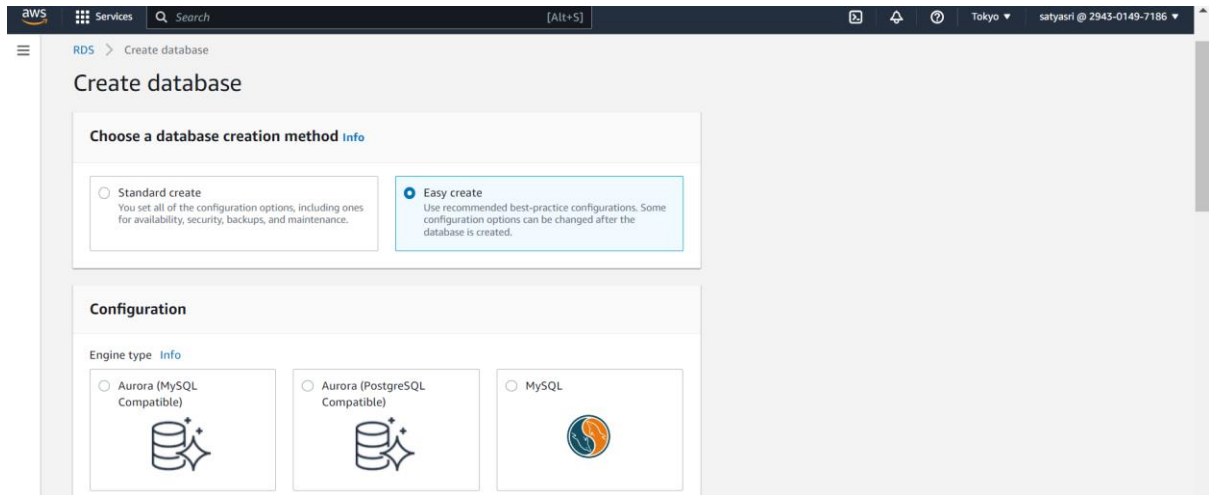 aws Services Search [Alt+S] Tokyo ▼ satyasri @ 2943-0149-7186 ▼
RDS > Create database
Create database
Choose a database creation method Info
Standard create
You set all of the configuration options, including ones
for availability, security, backups, and maintenance.
Easy create
Use recommended best-practice configurations. Some
configuration options can be changed after the
database is created.
Configuration
Engine type Info
Aurora (MySQL
Compatible)
Aurora (PostgreSQL
Compatible)
MySQL